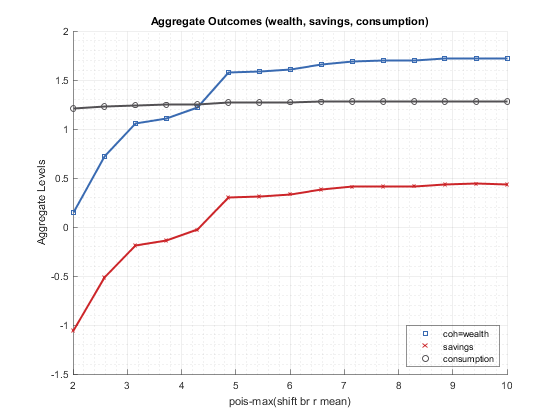 Aggregate Outcomes (wealth, savings, consumption)
2
1.5
1
0.5
0
-0.5
-1
-1.5
Aggregate Levels
2 3 4 5 6 7 8 9 10
pois-max(shift br r mean)
coh=wealth
savings
consumption